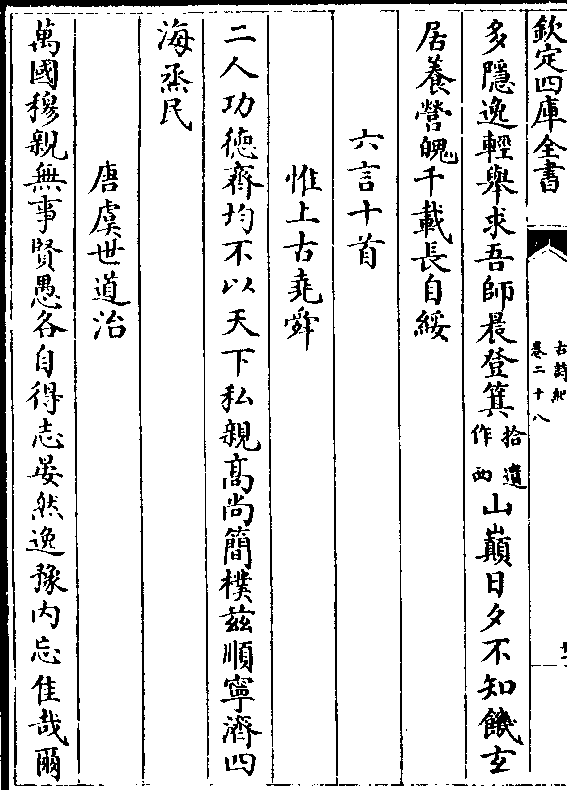 欽定四庫全書
古詩紀
卷二十八
多隱逸輕舉求吾師晨登箕拾遺作西山巔日夕不知饑玄
居養營魄千載長自綏
六言十首
惟上古堯舜
二人功德齊均不以天下私親高尚簡樸茲順寧濟四
海烝民
唐虞世道治
萬國穆親無事賢愚各自得志晏然逸豫內忘佳哉爾